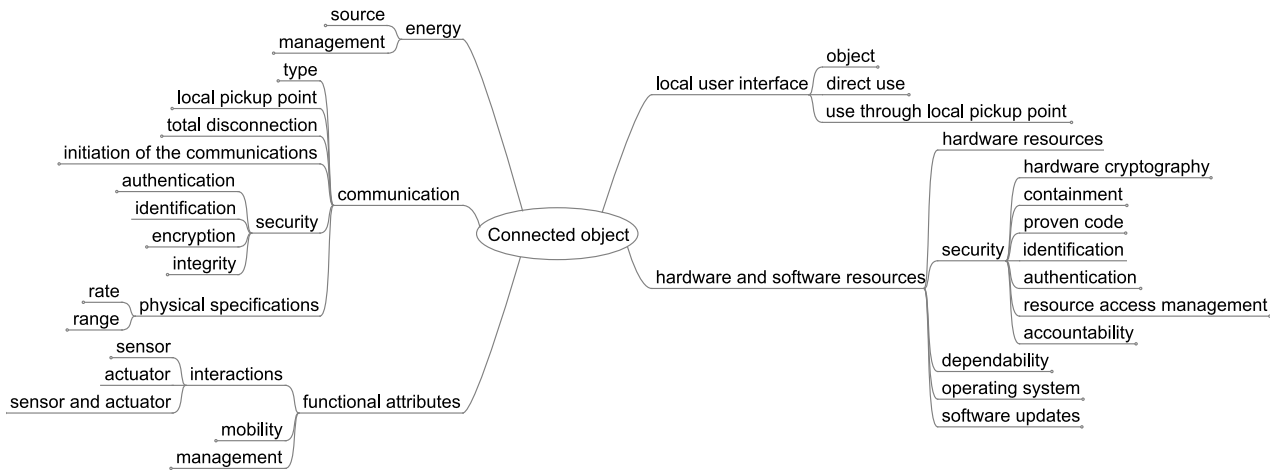 source
energy
management
type
local pickup point
total disconnection
initiation of the communications
communication
authentication
identification
security
encryption
integrity
rate
physical specifications
range
sensor
interactions
actuator
sensor and actuator
functional attributes
mobility
management
Connected object
object
local user interface
direct use
use through local pickup point
hardware resources
hardware cryptography
containment
proven code
security
identification
authentication
hardware and software resources
resource access management
accountability
dependability
operating system
software updates